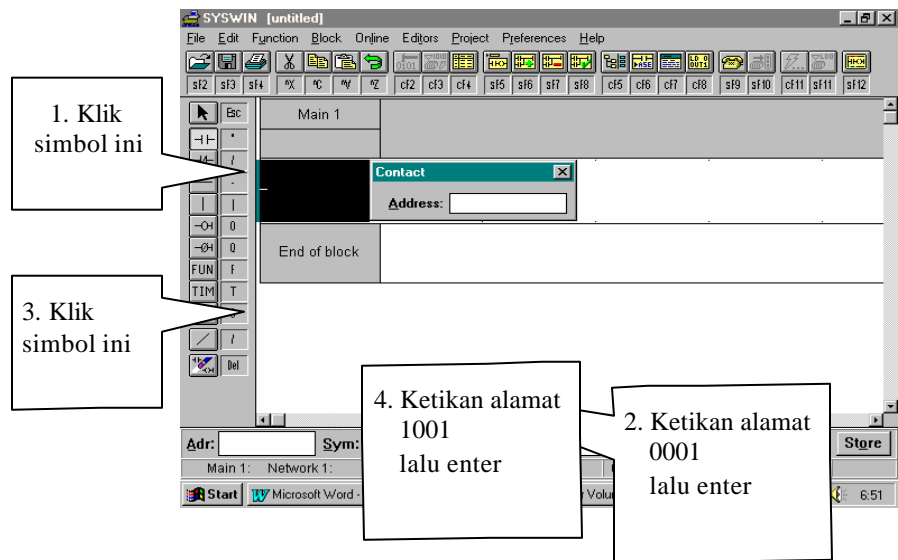 SYSWIN [untitled]
File Edit Function Block Online Editors Project Preferences Help
sf2 sf3 sf4 ^X ^C ^V ^Z cf2 cf3 cf4 sf5 sf6 sf7 sf8 cf5 cf6 cf7 cf8 sf9 sf10 cf11 sf11 sf12
1. Klik
simbol ini
Esc
Main 1
Contact
Address:
End of block
FUN F
TIM T
3. Klik
simbol ini
Del
4. Ketikan alamat
1001
lalu enter
2. Ketikan alamat
0001
lalu enter
Adr: Sym: Store
Main 1: Network 1:
Start Microsoft Word - 6:51